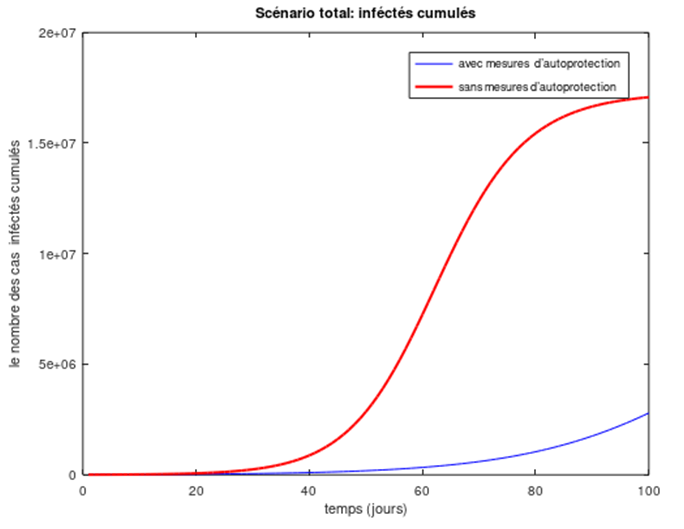 Scénario total: inféctés cumulés
2e+07
1.5e+07
1e+07
5e+06
0
le nombre des cas inféctés cumulés
avec mesures d'autoprotection
sans mesures d'autoprotection
0 20 40 60 80 100
temps (jours)